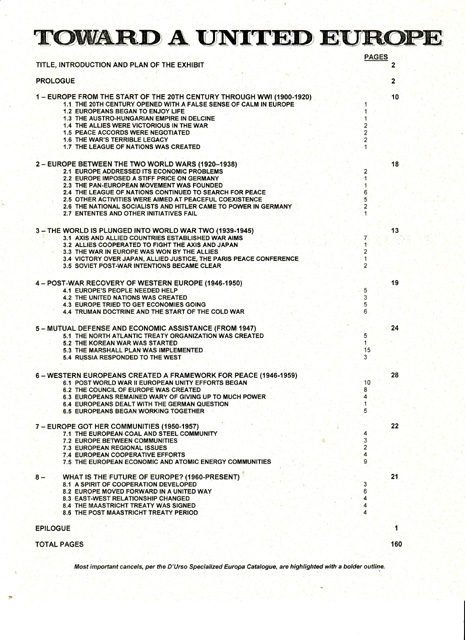 TOWARD A UNITED EUROPE
PAGES
TITLE, INTRODUCTION AND PLAN OF THE EXHIBIT 2
PROLOGUE 2
1 – EUROPE FROM THE START OF THE 20TH CENTURY THROUGH WWI (1900-1920) 10
1.1 THE 20TH CENTURY OPENED WITH A FALSE SENSE OF CALM IN EUROPE 1
1.2 EUROPEANS BEGAN TO ENJOY LIFE 1
1.3 THE AUSTRO-HUNGARIAN EMPIRE IN DELCINE 1
1.4 THE ALLIES WERE VICTORIOUS IN THE WAR 2
1.5 PEACE ACCORDS WERE NEGOTIATED 2
1.6 THE WAR'S TERRIBLE LEGACY 2
1.7 THE LEAGUE OF NATIONS WAS CREATED 1
2 – EUROPE BETWEEN THE TWO WORLD WARS (1920–1938) 18
2.1 EUROPE ADDRESSED ITS ECONOMIC PROBLEMS 2
2.2 EUROPE IMPOSED A STIFF PRICE ON GERMANY 1
2.3 THE PAN-EUROPEAN MOVEMENT WAS FOUNDED 1
2.4 THE LEAGUE OF NATIONS CONTINUED TO SEARCH FOR PEACE 6
2.5 OTHER ACTIVITIES WERE AIMED AT PEACEFUL COEXISTENCE 5
2.6 THE NATIONAL SOCIALISTS AND HITLER CAME TO POWER IN GERMANY 2
2.7 ENTENTES AND OTHER INITIATIVES FAIL 1
3 – THE WORLD IS PLUNGED INTO WORLD WAR TWO (1939-1945) 13
3.1 AXIS AND ALLIED COUNTRIES ESTABLISHED WAR AIMS 7
3.2 ALLIES COOPERATED TO FIGHT THE AXIS AND JAPAN 1
3.3 THE WAR IN EUROPE WAS WON BY THE ALLIES 2
3.4 VICTORY OVER JAPAN, ALLIED JUSTICE, THE PARIS PEACE CONFERENCE 1
3.5 SOVIET POST-WAR INTENTIONS BECAME CLEAR 2
4 – POST-WAR RECOVERY OF WESTERN EUROPE (1946-1950) 19
4.1 EUROPE'S PEOPLE NEEDED HELP 5
4.2 THE UNITED NATIONS WAS CREATED 3
4.3 EUROPE TRIED TO GET ECONOMIES GOING 5
4.4 TRUMAN DOCTRINE AND THE START OF THE COLD WAR 6
5 – MUTUAL DEFENSE AND ECONOMIC ASSISTANCE (FROM 1947) 24
5.1 THE NORTH ATLANTIC TREATY ORGANIZATION WAS CREATED 5
5.2 THE KOREAN WAR WAS STARTED 1
5.3 THE MARSHALL PLAN WAS IMPLEMENTED 15
5.4 RUSSIA RESPONDED TO THE WEST 3
6 – WESTERN EUROPEANS CREATED A FRAMEWORK FOR PEACE (1946-1959) 28
6.1 POST WORLD WAR II EUROPEAN UNITY EFFORTS BEGAN 10
6.2 THE COUNCIL OF EUROPE WAS CREATED 8
6.3 EUROPEANS REMAINED WARY OF GIVING UP TO MUCH POWER 4
6.4 EUROPEANS DEALT WITH THE GERMAN QUESTION 1
6.5 EUROPEANS BEGAN WORKING TOGETHER 5
7 – EUROPE GOT HER COMMUNITIES (1950-1957) 22
7.1 THE EUROPEAN COAL AND STEEL COMMUNITY 4
7.2 EUROPE BETWEEN COMMUNITIES 3
7.3 EUROPEAN REGIONAL ISSUES 2
7.4 EUROPEAN COOPERATIVE EFFORTS 4
7.5 THE EUROPEAN ECONOMIC AND ATOMIC ENERGY COMMUNITIES 9
8 – WHAT IS THE FUTURE OF EUROPE? (1960-PRESENT) 21
8.1 A SPIRIT OF COOPERATION DEVELOPED 3
8.2 EUROPE MOVED FORWARD IN A UNITED WAY 6
8.3 EAST-WEST RELATIONSHIP CHANGED 4
8.4 THE MAASTRICHT TREATY WAS SIGNED 4
8.5 THE POST MAASTRICHT TREATY PERIOD 4
EPILOGUE 1
TOTAL PAGES 160
Most important cancels, per the D'Urso Specialized Europa Catalogue, are highlighted with a bolder outline.